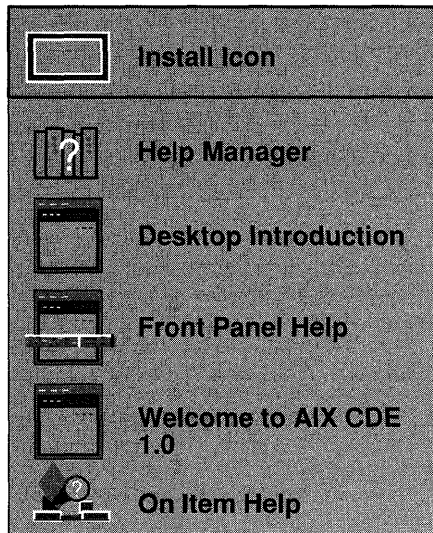 Install Icon
?
Help Manager
Desktop Introduction
Front Panel Help
Welcome to AIX CDE
1.0
?
On Item Help